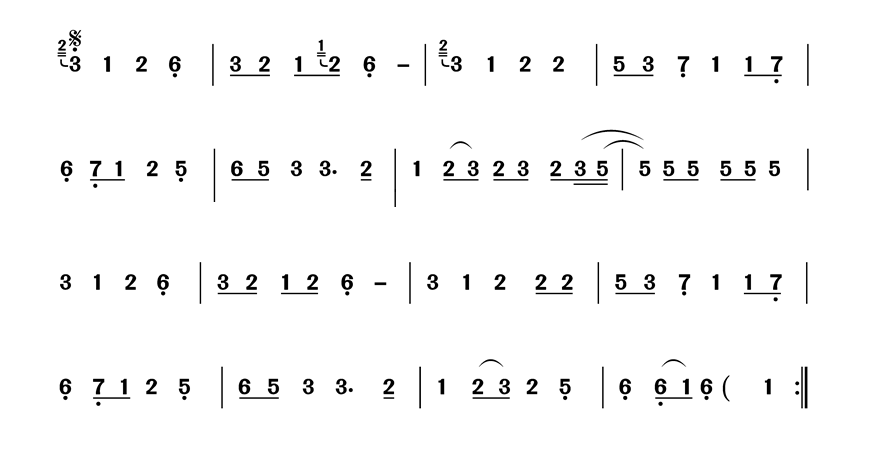 2 𝄋 3 1 2 6̣ | 3 2 1 1 2 6̣ – | 2 3 1 2 2 | 5 3 7̣ 1 1 7̣ |
6̣ 7̣ 1 2 5̣ | 6 5 3 3. 2 | 1 2 3 2 3 2 3 5 | 5 5 5 5 5 5 |
3 1 2 6̣ | 3 2 1 2 6̣ – | 3 1 2 2 2 | 5 3 7̣ 1 1 7̣ |
6̣ 7̣ 1 2 5̣ | 6 5 3 3. 2 | 1 2 3 2 5̣ | 6̣ 6̣ 1 6̣ ( 1 :||